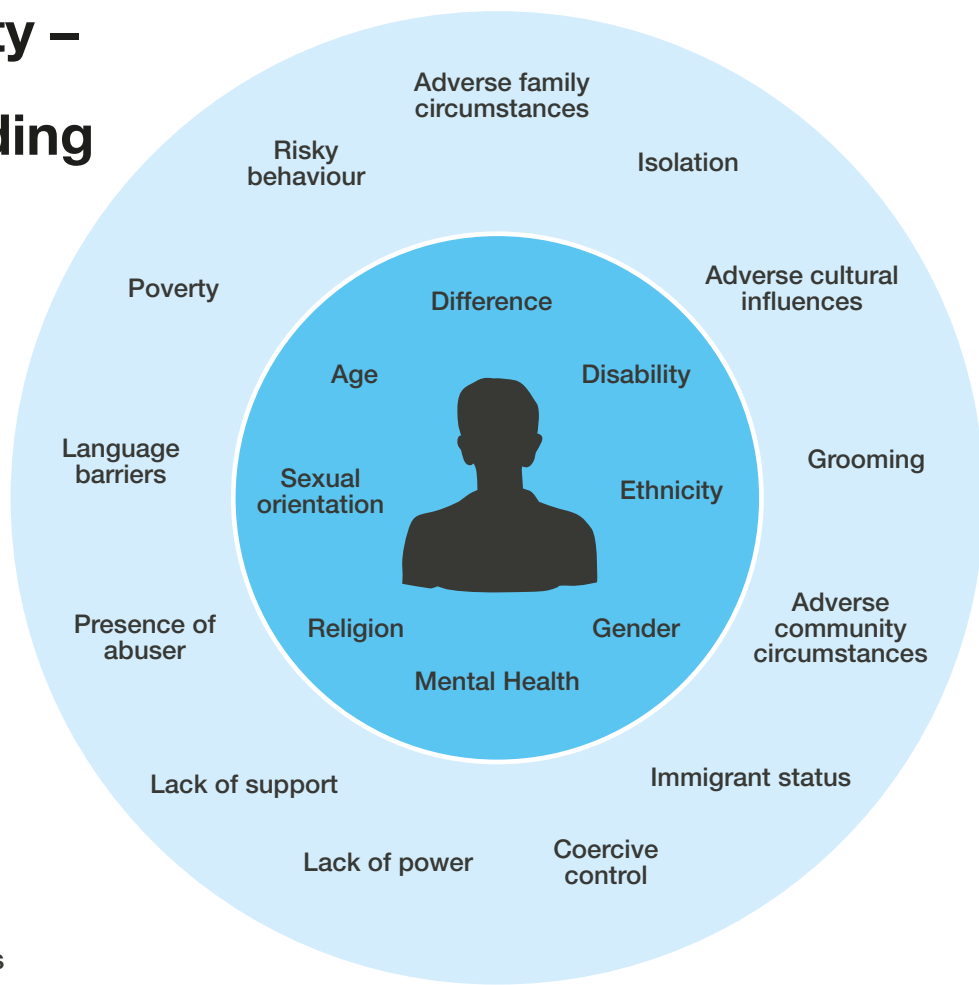 ty –
ding
Adverse family
circumstances
Risky
behaviour
Isolation
Poverty
Adverse cultural
influences
Difference
Age
Disability
Language
barriers
Sexual
orientation
Ethnicity
Grooming
Presence of
abuser
Religion
Gender
Adverse
community
circumstances
Mental Health
Lack of support
Immigrant status
Lack of power
Coercive
control
s